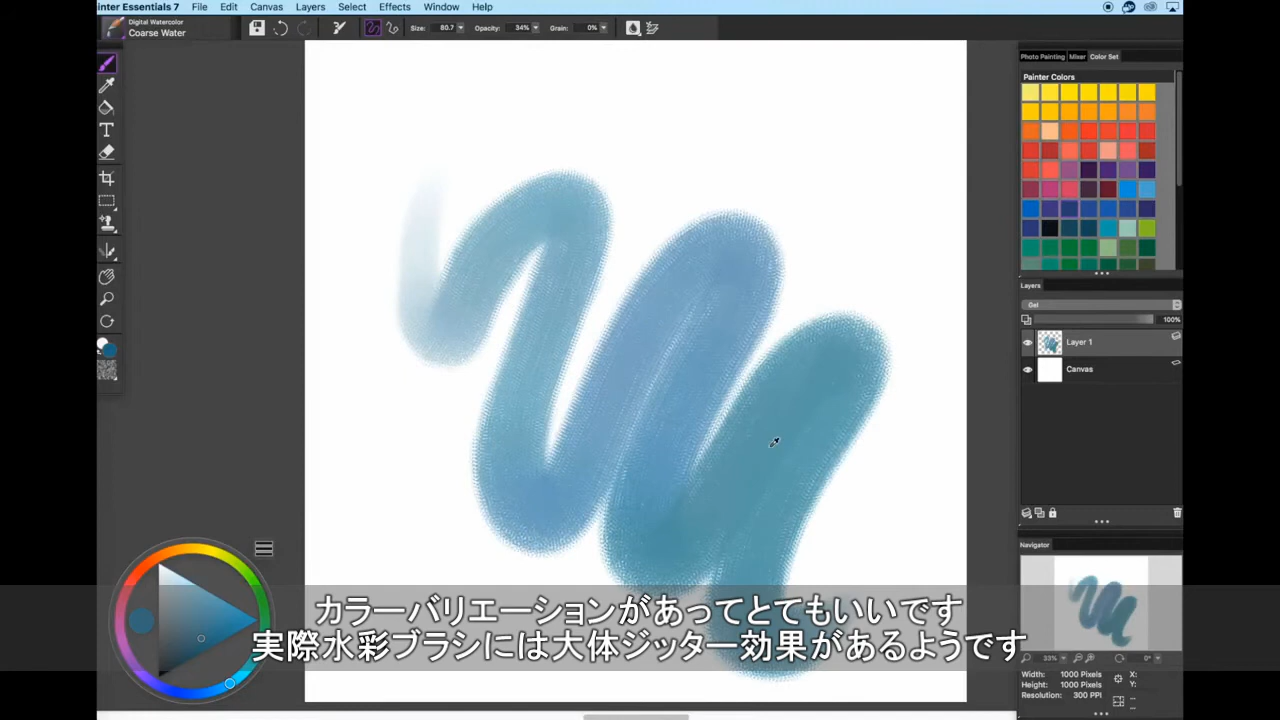 inter Essentials 7 File Edit Canvas Layers Select Effects Window Help
Digital Watercolor
Coarse Water
Size: 80.7 Opacity: 34% Grain: 0%
Photo Painting Mixer Color Set
Painter Colors
Layers
Gel
100%
Layer 1
Canvas
Navigator
カラーバリエーションがあってとてもいいです
実際水彩ブラシには大体ジッター効果があるようです
33% 0°
Width: 1000 Pixels X:
Height: 1000 Pixels Y:
Resolution: 300 PPI